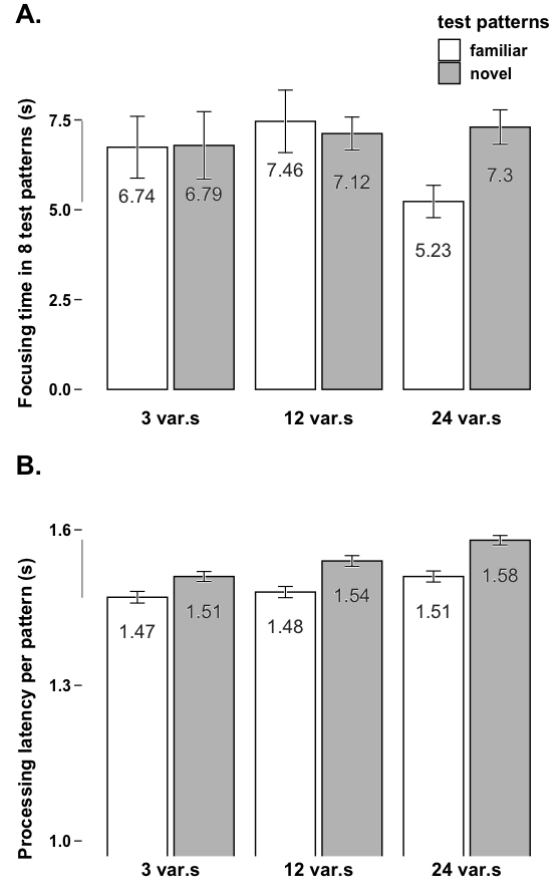 A.
test patterns
familiar
novel
Focusing time in 8 test patterns (s)
7.5
5.0
2.5
0.0
6.74
6.79
7.46
7.12
5.23
7.3
3 var.s
12 var.s
24 var.s
B.
Processing latency per pattern (s)
1.6
1.3
1.0
1.47
1.51
1.48
1.54
1.51
1.58
3 var.s
12 var.s
24 var.s